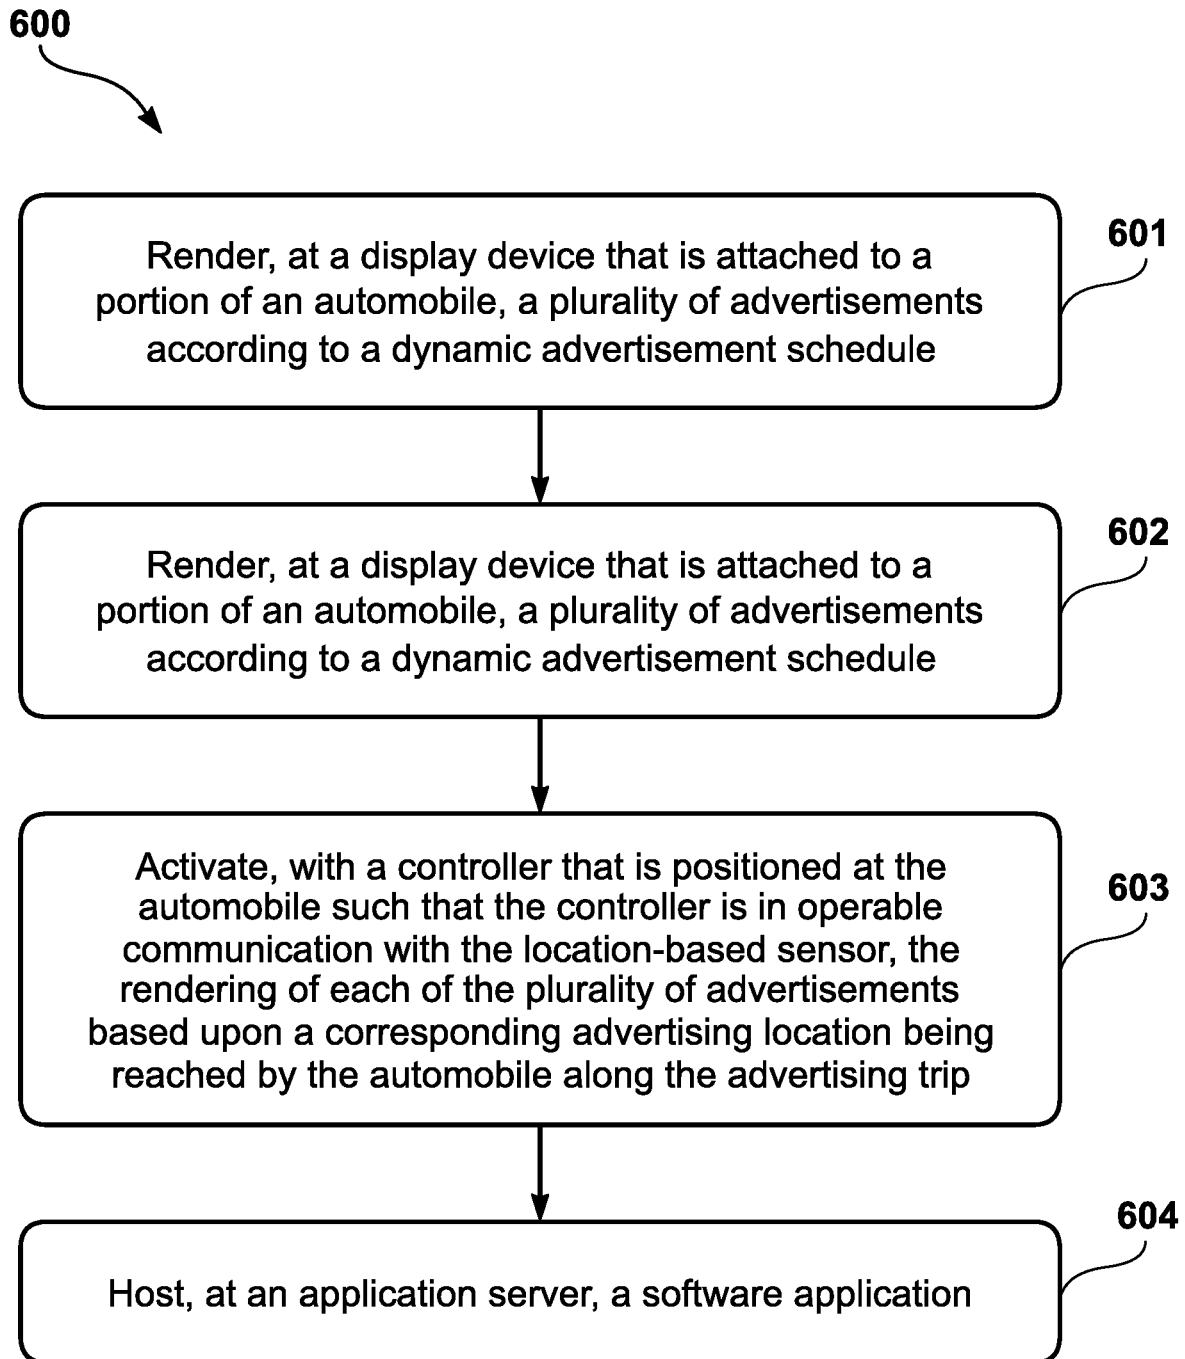 600
Render, at a display device that is attached to a
portion of an automobile, a plurality of advertisements
according to a dynamic advertisement schedule
601
Render, at a display device that is attached to a
portion of an automobile, a plurality of advertisements
according to a dynamic advertisement schedule
602
Activate, with a controller that is positioned at the
automobile such that the controller is in operable
communication with the location-based sensor, the
rendering of each of the plurality of advertisements
based upon a corresponding advertising location being
reached by the automobile along the advertising trip
603
Host, at an application server, a software application
604